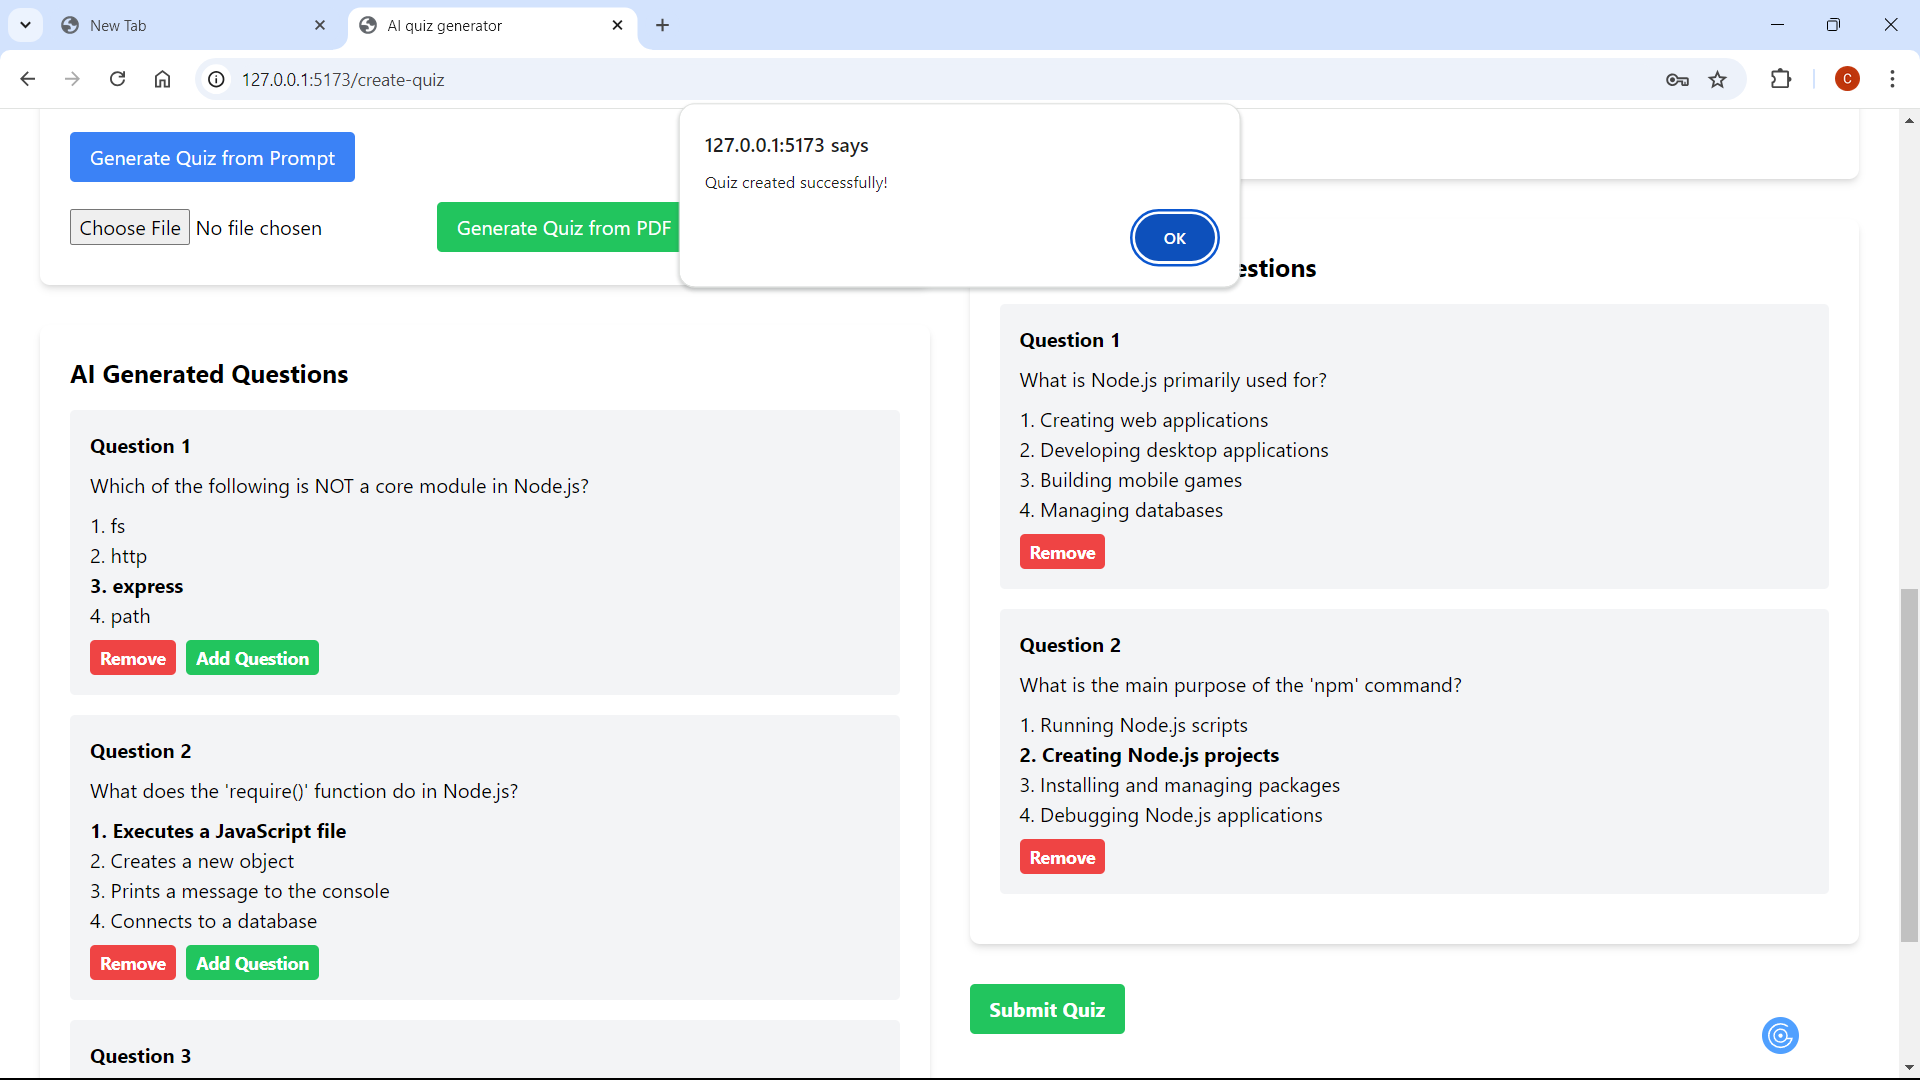 New Tab
AI quiz generator
127.0.0.1:5173/create-quiz
C
127.0.0.1:5173 says
Quiz created successfully!
OK
Generate Quiz from Prompt
Choose File No file chosen
Generate Quiz from PDF
AI Generated Questions
Question 1
Which of the following is NOT a core module in Node.js?
1. fs
2. http
3. express
4. path
Remove Add Question
Question 2
What does the 'require()' function do in Node.js?
1. Executes a JavaScript file
2. Creates a new object
3. Prints a message to the console
4. Connects to a database
Remove Add Question
Question 3
estions
Question 1
What is Node.js primarily used for?
1. Creating web applications
2. Developing desktop applications
3. Building mobile games
4. Managing databases
Remove
Question 2
What is the main purpose of the 'npm' command?
1. Running Node.js scripts
2. Creating Node.js projects
3. Installing and managing packages
4. Debugging Node.js applications
Remove
Submit Quiz